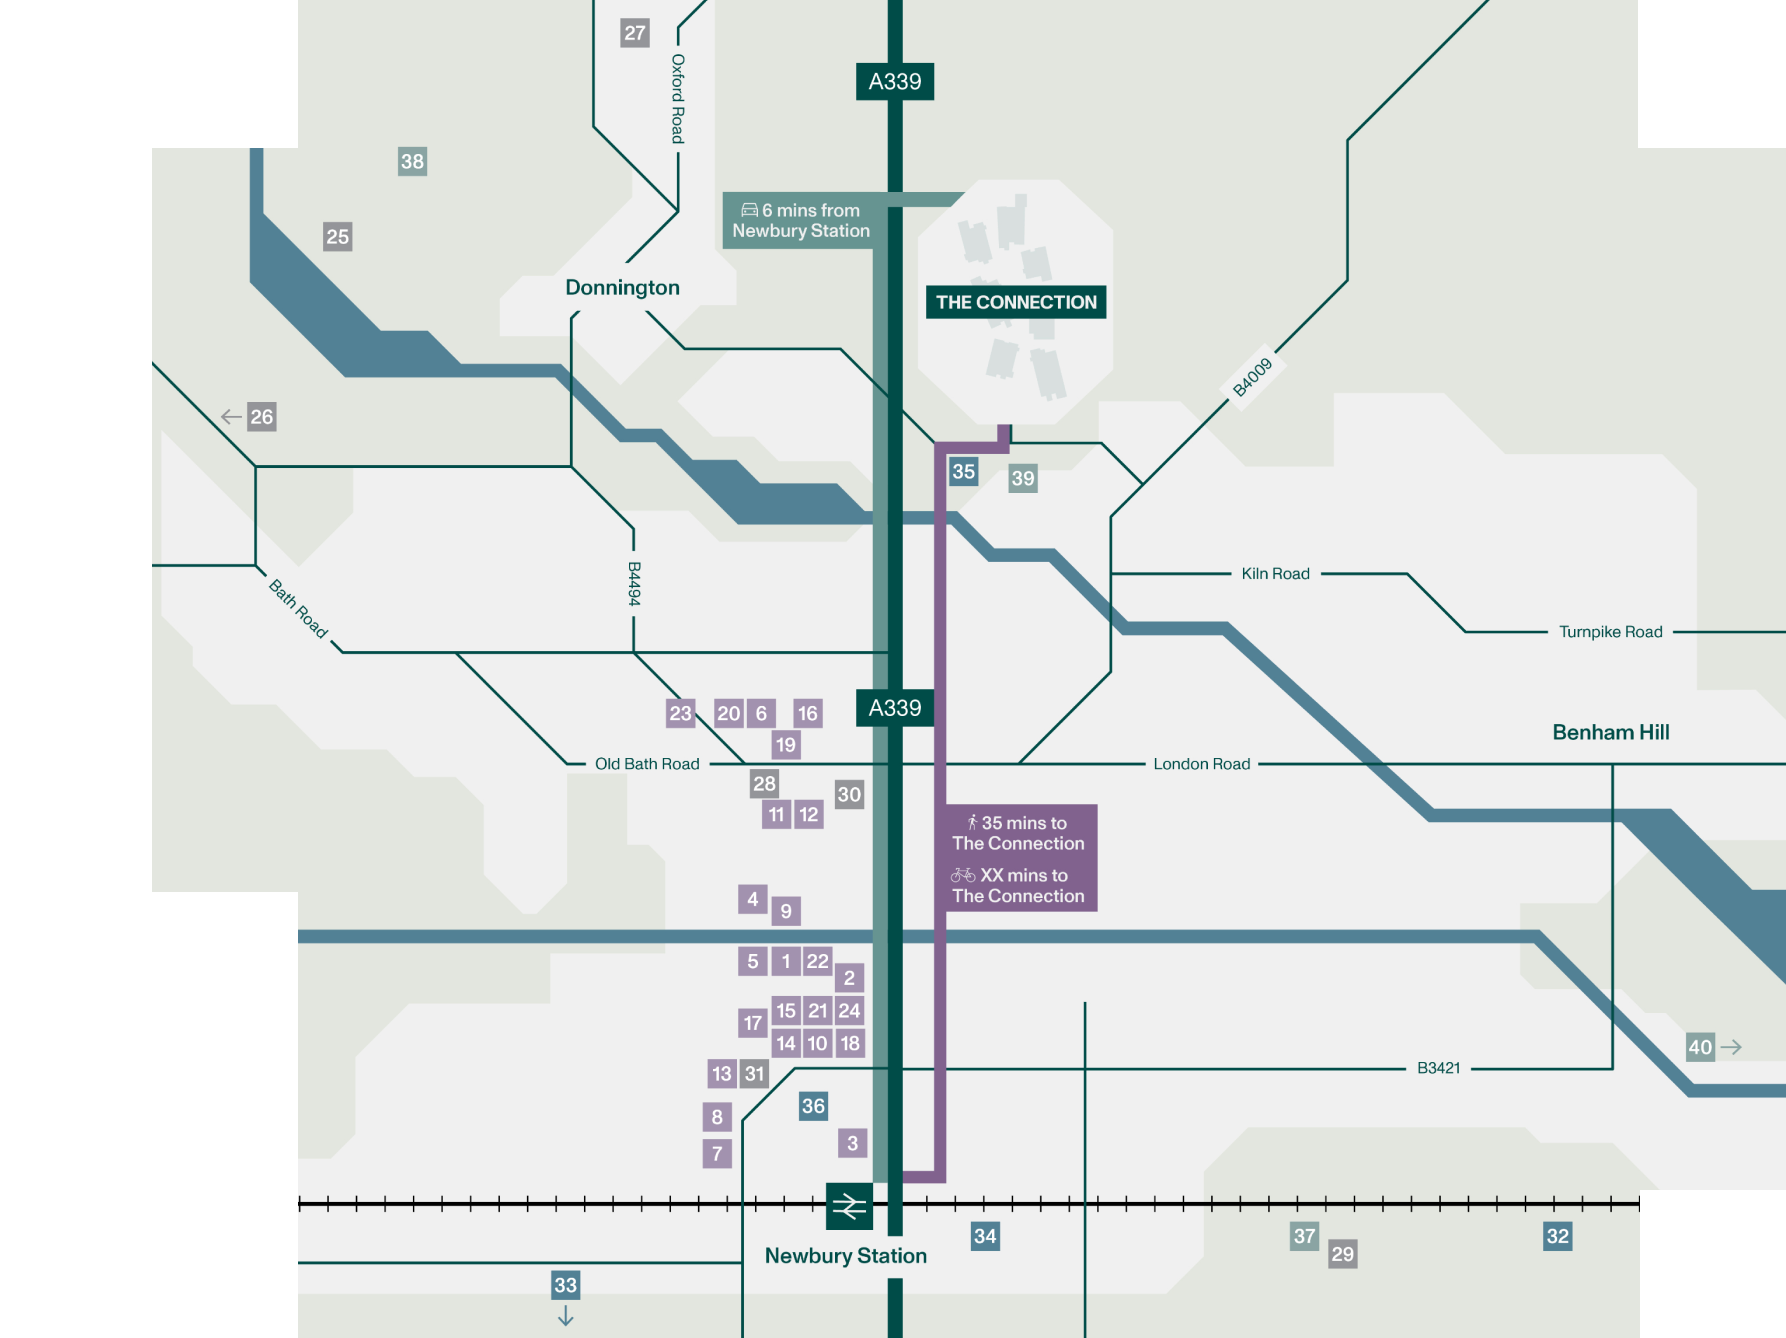 27
Oxford Road
A339
38
25
6 mins from
Newbury Station
Donnington
THE CONNECTION
B4009
26
35
39
Kiln Road
Bath Road
B4494
Turnpike Road
23
20
6
16
A339
19
Benham Hill
Old Bath Road
London Road
28
30
11
12
35 mins to
The Connection
XX mins to
The Connection
4
9
5
1
22
2
15
21
24
17
14
10
18
40
13
31
B3421
36
8
3
7
34
37
32
29
Newbury Station
33